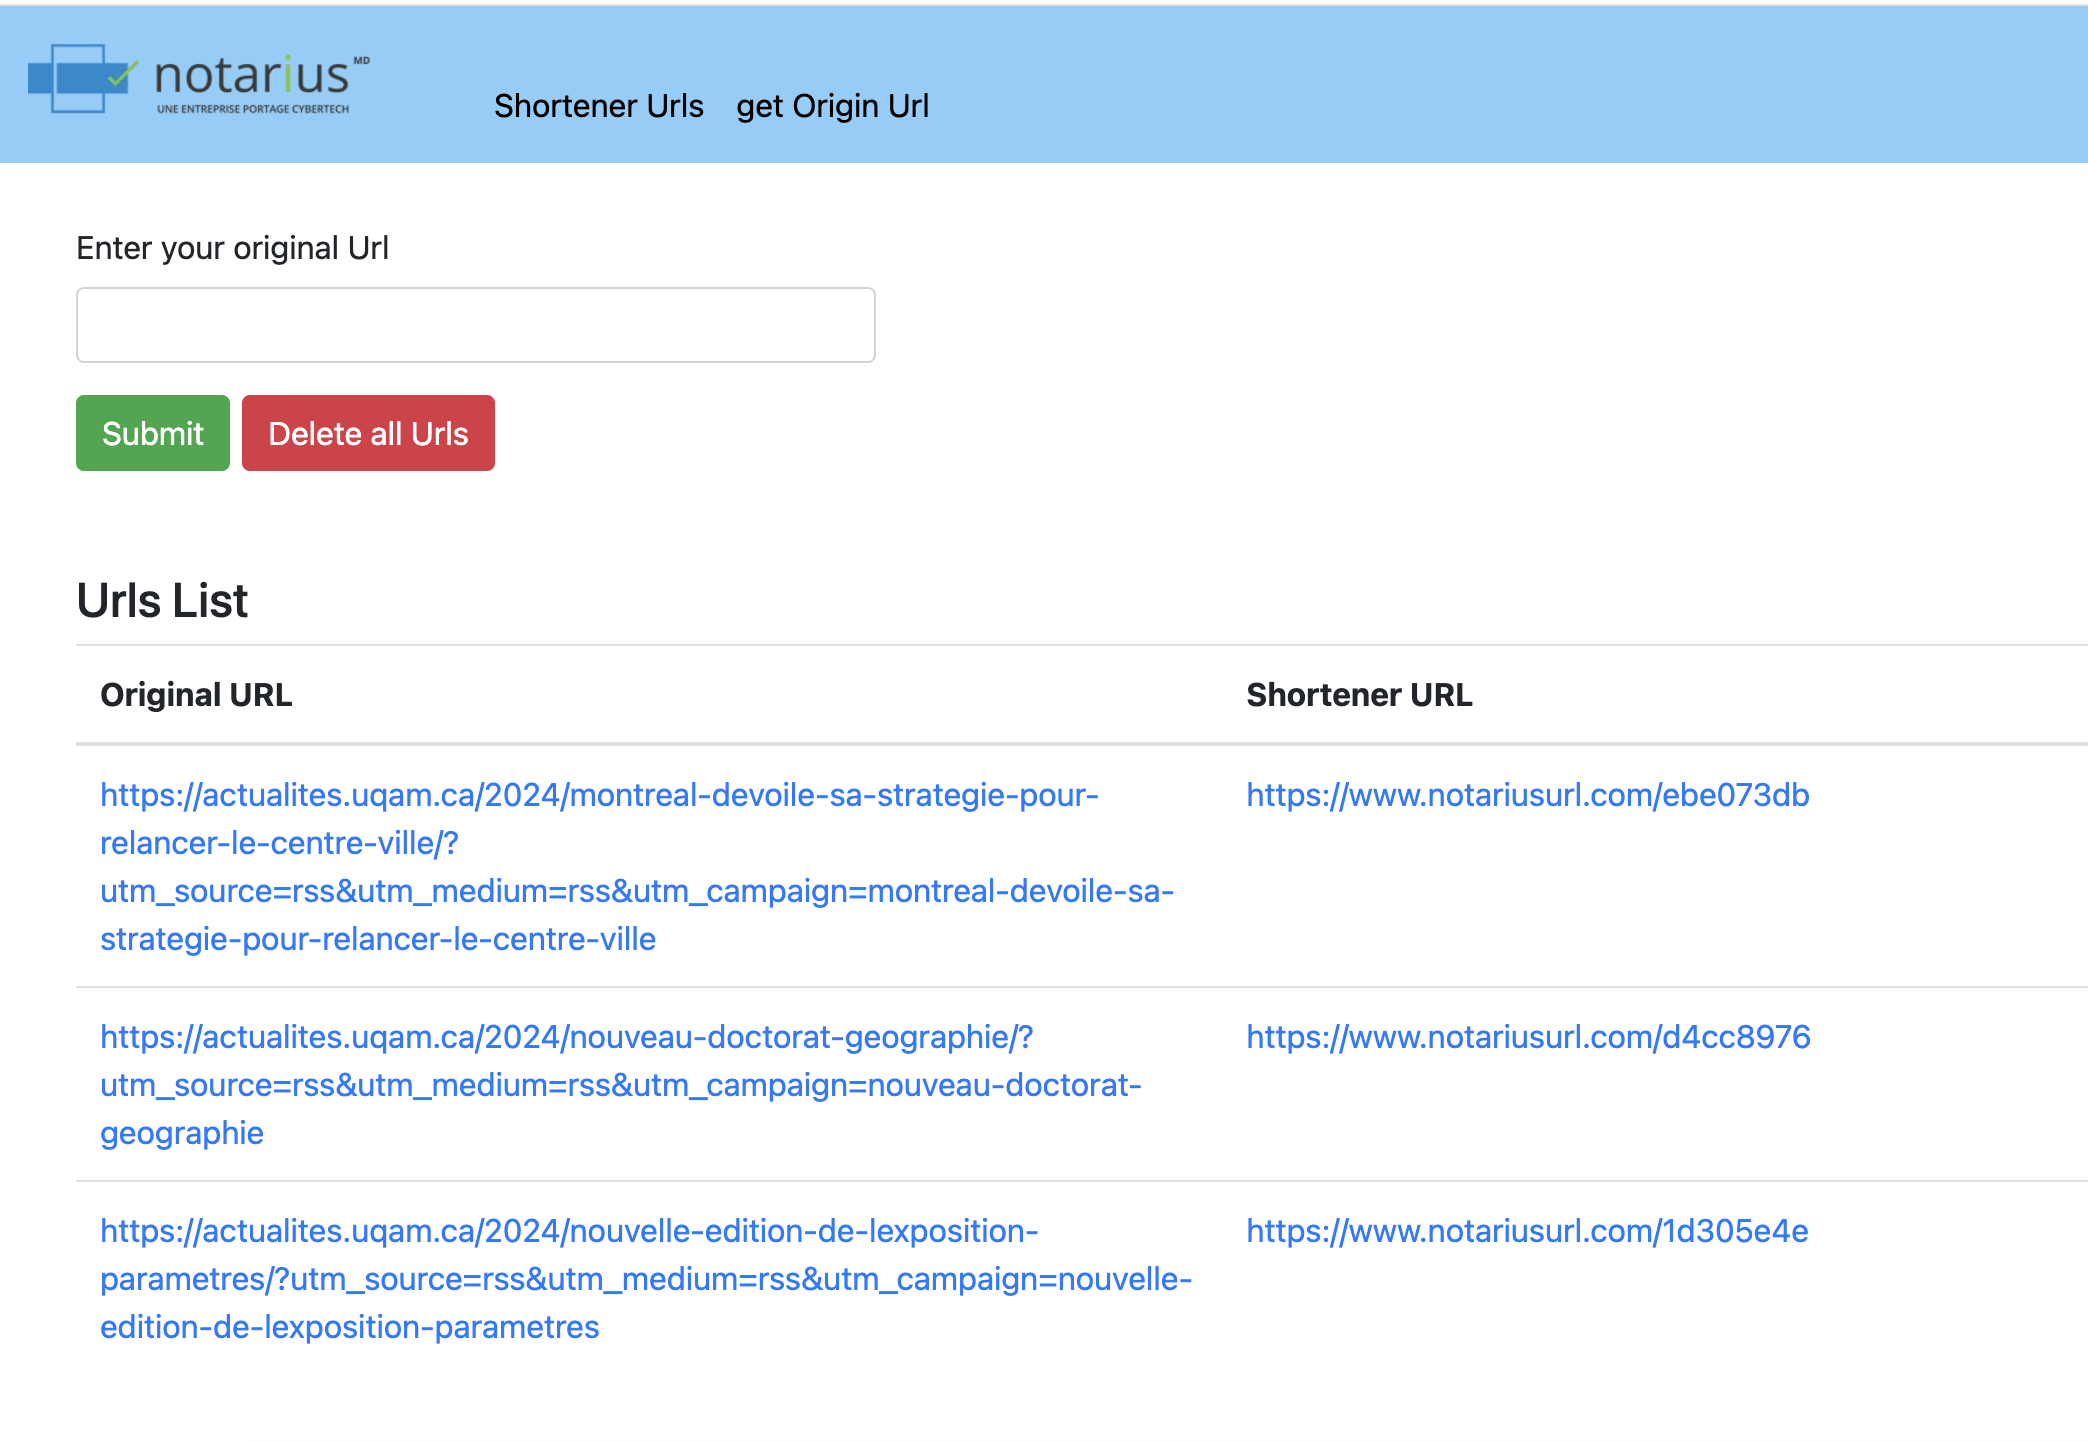 notarius MD
UNE ENTREPRISE PORTAGE CYBERTECH
Shortener Urls get Origin Url
Enter your original Url
Submit Delete all Urls
Urls List
Original URL Shortener URL
https://actualites.uqam.ca/2024/montreal-devoile-sa-strategie-pour- https://www.notariusurl.com/ebe073db
relancer-le-centre-ville/?
utm_source=rss&utm_medium=rss&utm_campaign=montreal-devoile-sa-
strategie-pour-relancer-le-centre-ville
https://actualites.uqam.ca/2024/nouveau-doctorat-geographie/? https://www.notariusurl.com/d4cc8976
utm_source=rss&utm_medium=rss&utm_campaign=nouveau-doctorat-
geographie
https://actualites.uqam.ca/2024/nouvelle-edition-de-lexposition- https://www.notariusurl.com/1d305e4e
parametres/?utm_source=rss&utm_medium=rss&utm_campaign=nouvelle-
edition-de-lexposition-parametres